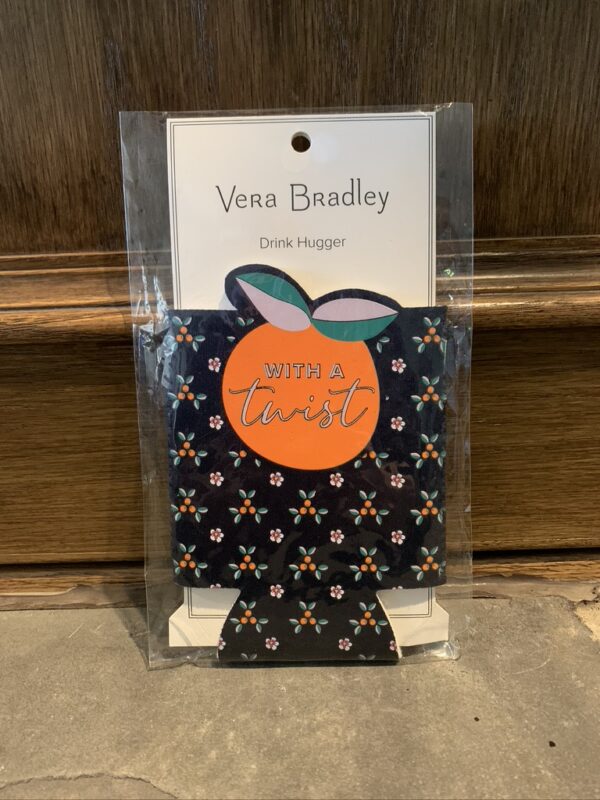 Vera Bradley
Drink Hugger
WITH A
twist